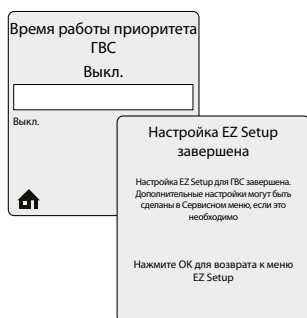 Время работы приоритета
ГВС
Выкл.
Выкл.
Настройка EZ Setup
завершена
Настройка EZ Setup для ГВС завершена.
Дополнительные настройки могут быть
сделаны в Сервисном меню, если это
необходимо
Нажмите OK для возврата к меню
EZ Setup